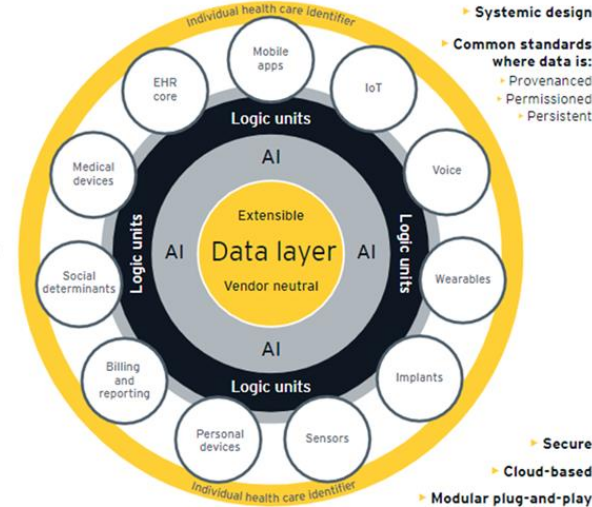 Individual health care identifier
Systemic design
Common standards
where data is:
Provenanced
Permissioned
Persistent
Mobile
apps
EHR
core
IoT
Logic units
AI
Medical
devices
Voice
Extensible
Logic units
AI
Data layer
AI
Logic units
Vendor neutral
Social
determinants
Wearables
AI
Billing
and
reporting
Implants
Logic units
Personal
devices
Sensors
Individual health care identifier
Secure
Cloud-based
Modular plug-and-play